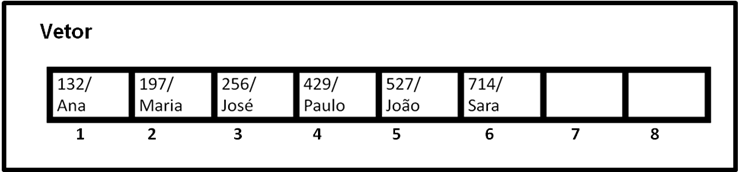 Vetor
132/ 197/ 256/ 429/ 527/ 714/
Ana Maria José Paulo João Sara
1 2 3 4 5 6 7 8